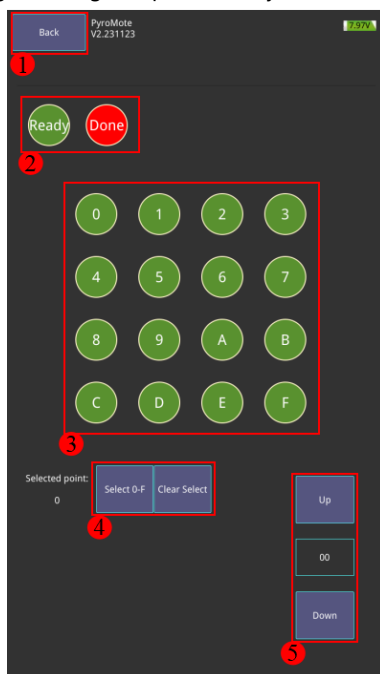 Back
PyroMote
V2.231123
7.97V
1
Ready Done
2
0 1 2 3
4 5 6 7
8 9 A B
C D E F
3
Selected point:
0
Select 0-F Clear Select
4
Up
00
Down
5